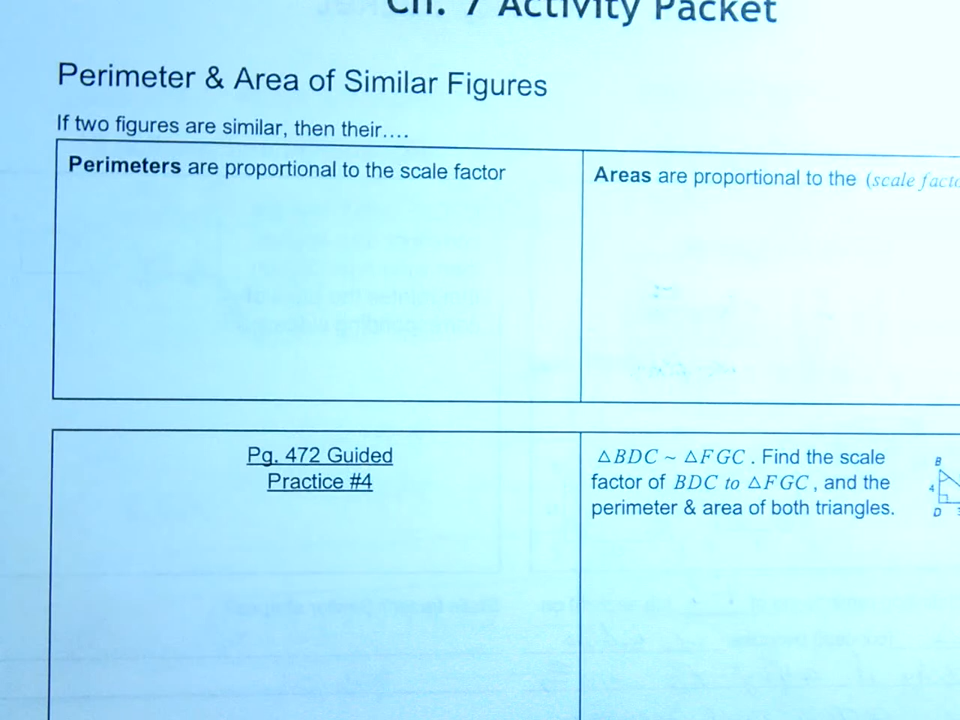 Ch. 7 Activity Packet
Perimeter & Area of Similar Figures
If two figures are similar, then their....
Perimeters are proportional to the scale factor
Areas are proportional to the (scale
Pg. 472 Guided
Practice #4
△BDC ~ △FGC . Find the scale
factor of BDC to △FGC , and the
perimeter & area of both triangles.
B
4
D